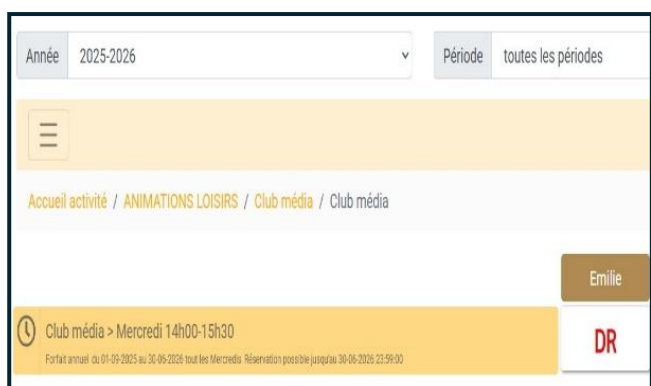 Année 2025-2026 Période toutes les périodes
Accueil activité / ANIMATIONS LOISIRS / Club média / Club média
Emilie
Club média > Mercredi 14h00-15h30 DR
Forfait annuel du 01-09-2025 au 30-06-2026 tout les Mercredis Réservation possible jusqu'au 30-06-2026 23:59:00